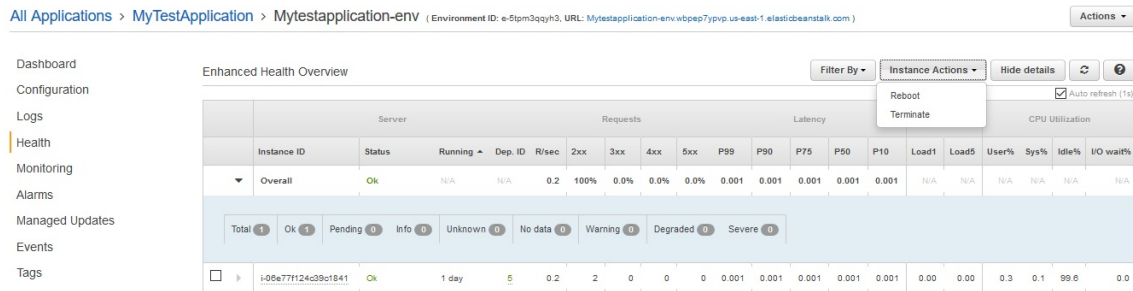 All Applications > MyTestApplication > Mytestapplication-env ( Environment ID: e-5tpm3qqyh3, URL: Mytestapplication-env.wbpep7ypvp.us-east-1.elasticbeanstalk.com ) Actions
Dashboard
Configuration
Logs
Health
Monitoring
Alarms
Managed Updates
Events
Tags
Enhanced Health Overview Filter By Instance Actions Hide details
Reboot
Terminate
Auto refresh (1s)
Server Requests Latency CPU Utilization
Instance ID Status Running Dep. ID R/sec 2xx 3xx 4xx 5xx P99 P90 P75 P50 P10 Load1 Load5 User% Sys% Idle% I/O wait%
Overall Ok N/A N/A 0.2 100% 0.0% 0.0% 0.0% 0.001 0.001 0.001 0.001 0.001 N/A N/A N/A N/A N/A N/A
Total 1 Ok 1 Pending 0 Info 0 Unknown 0 No data 0 Warning 0 Degraded 0 Severe 0
i-06e77f124c39c1841 Ok 1 day 5 0.2 2 0 0 0 0.001 0.001 0.001 0.001 0.001 0.00 0.00 0.3 0.1 99.6 0.0